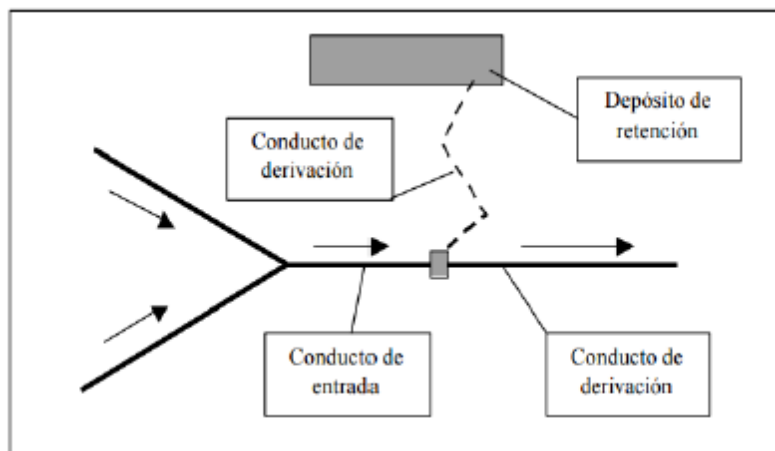 Depósito de
retención
Conducto de
derivación
Conducto de
entrada
Conducto de
derivación